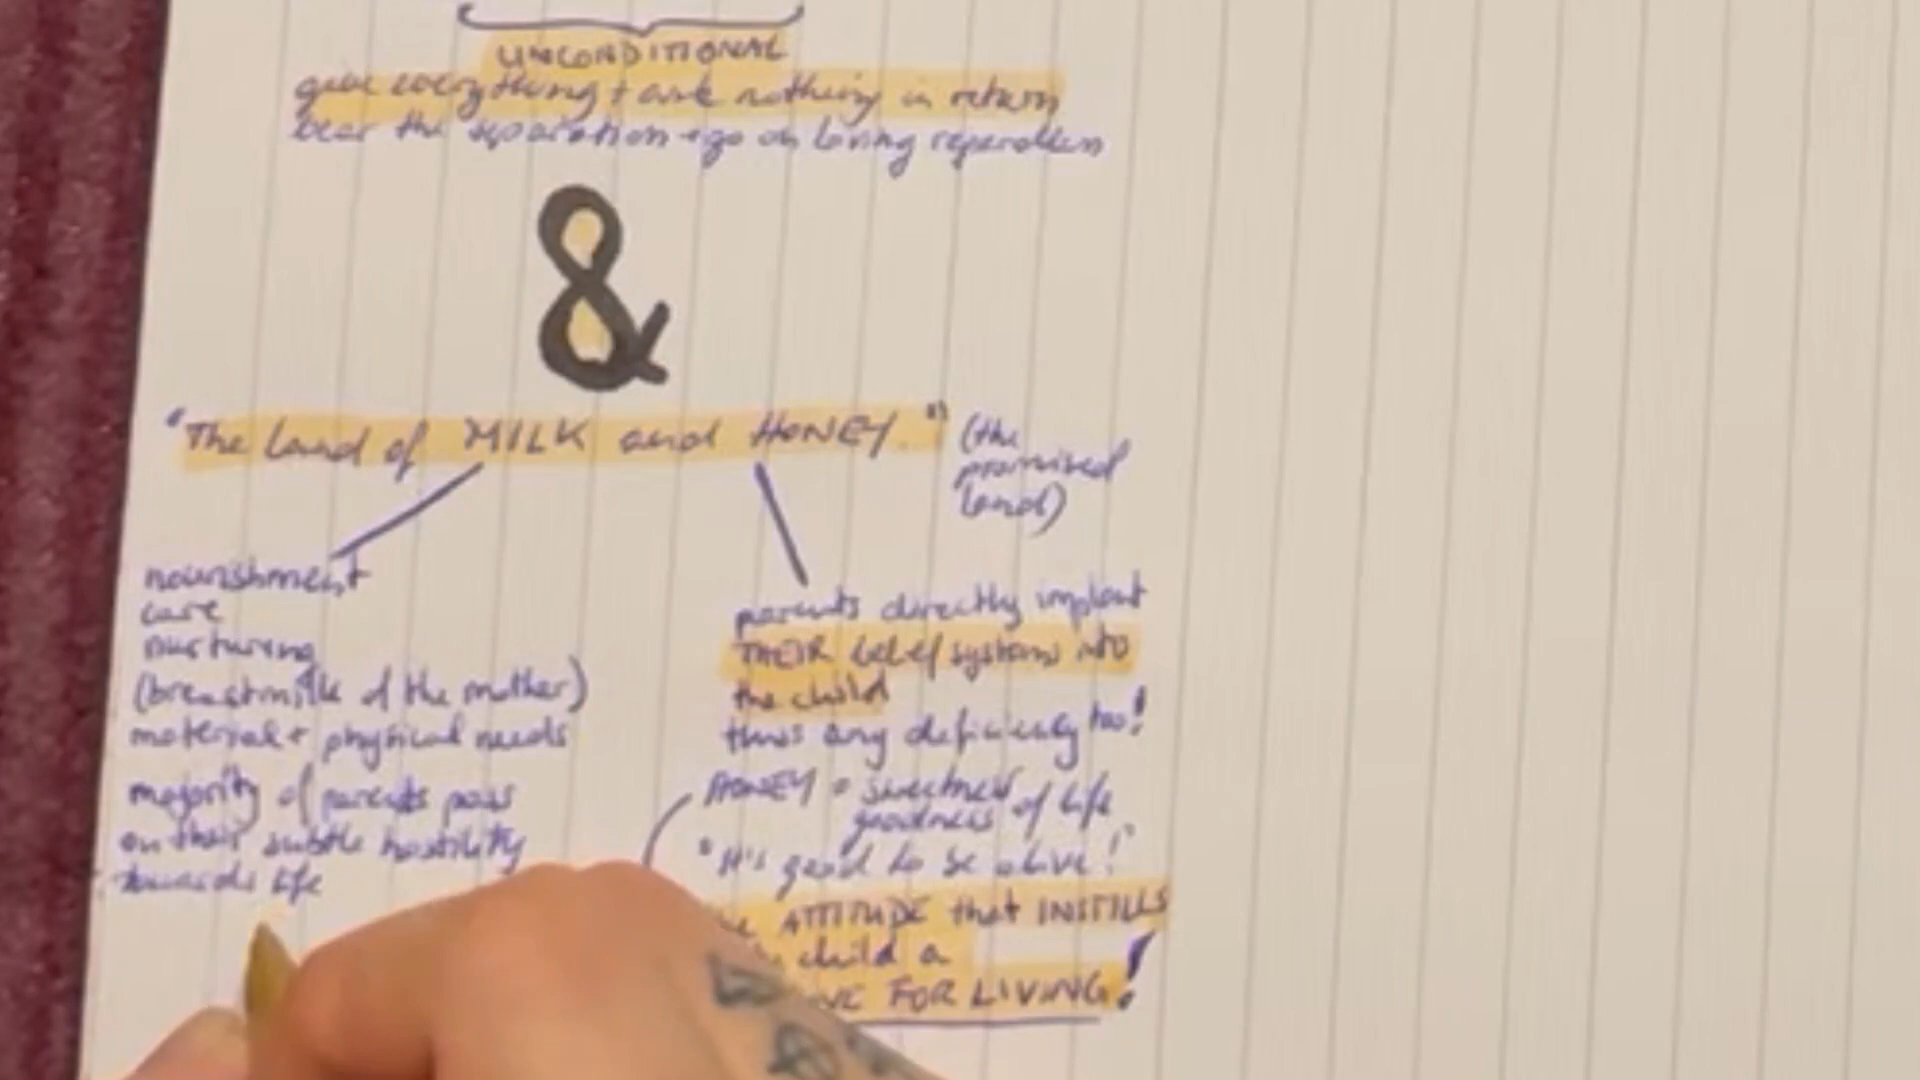 UNCONDITIONAL
give everything + ask nothing in return
bear the separation + go on loving regardless
&
"The land of MILK and HONEY." (the
promised
land)
nourishment
care
nurturing
(breastmilk of the mother)
material + physical needs
majority of parents pass
on their subtle hostility
towards life
parents directly implant
THEIR belief systems into
the child
thus any deficiency too!
HONEY = sweetness of life
goodness
"It's good to be alive!"
ATTITUDE that INSTILLS
child a
FOR LIVING!